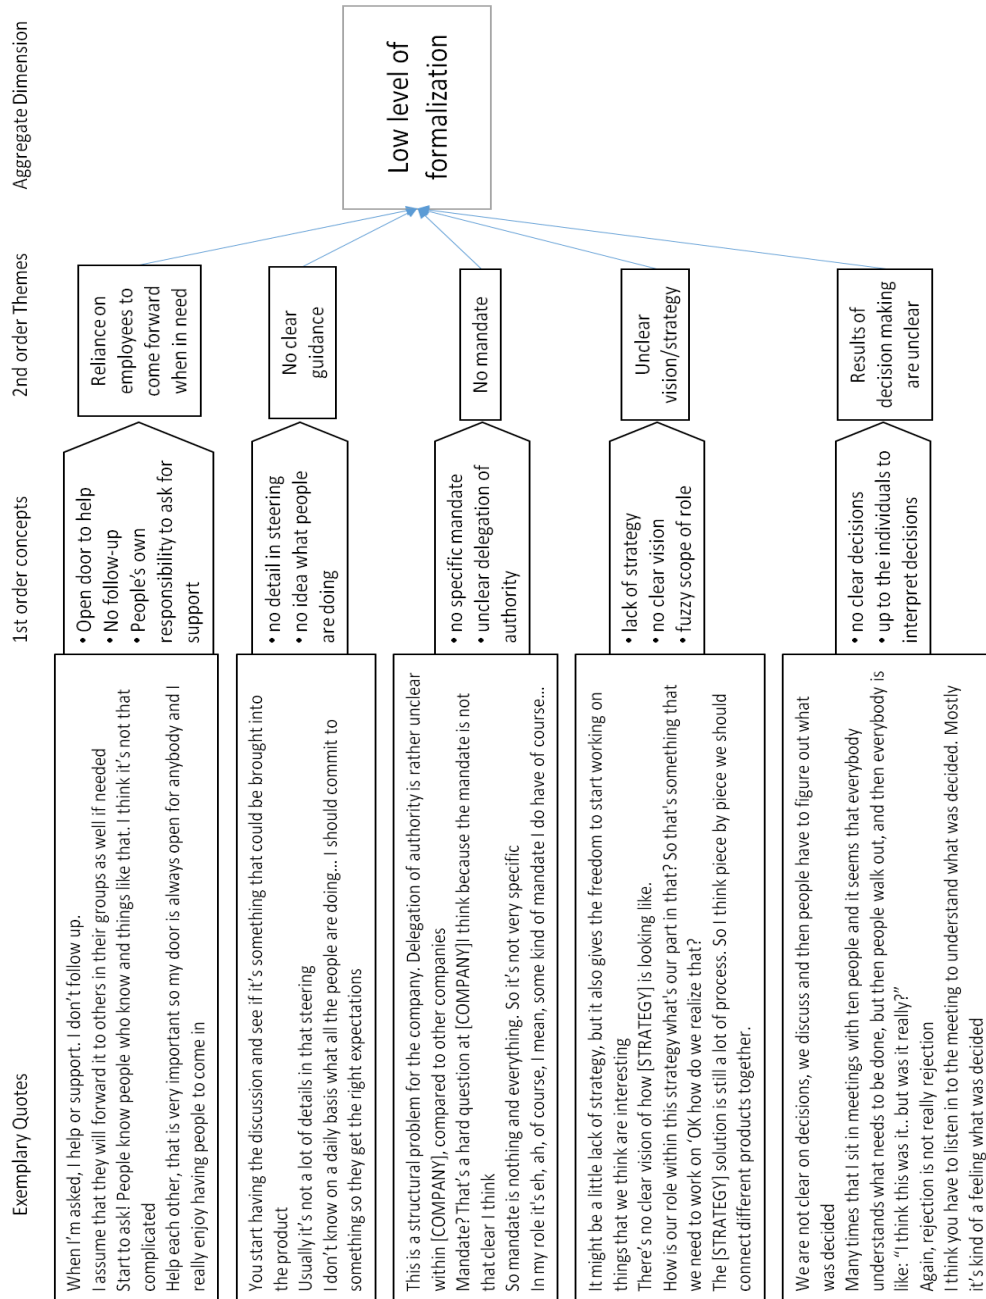 Exemplary Quotes
1st order concepts
2nd order Themes
Aggregate Dimension
When I'm asked, I help or support. I don't follow up.
I assume that they will forward it to others in their groups as well if needed
Start to ask! People know people who know and things like that. I think it's not that
complicated
Help each other, that is very important so my door is always open for anybody and I
really enjoy having people to come in
• Open door to help
• No follow-up
• People's own
responsibility to ask for
support
Reliance on
employees to
come forward
when in need
You start having the discussion and see if it's something that could be brought into
the product
Usually it's not a lot of details in that steering
I don't know on a daily basis what all the people are doing... I should commit to
something so they get the right expectations
• no detail in steering
• no idea what people
are doing
No clear
guidance
This is a structural problem for the company. Delegation of authority is rather unclear
within [COMPANY], compared to other companies
Mandate? That's a hard question at [COMPANY]I think because the mandate is not
that clear I think
So mandate is nothing and everything. So it's not very specific
In my role it's eh, ah, of course, I mean, some kind of mandate I do have of course...
• no specific mandate
• unclear delegation of
authority
No mandate
It might be a little lack of strategy, but it also gives the freedom to start working on
things that we think are interesting
There's no clear vision of how [STRATEGY] is looking like.
How is our role within this strategy what's our part in that? So that's something that
we need to work on 'OK how do we realize that?
The [STRATEGY] solution is still a lot of process. So I think piece by piece we should
connect different products together.
• lack of strategy
• no clear vision
• fuzzy scope of role
Unclear
vision/strategy
We are not clear on decisions, we discuss and then people have to figure out what
was decided
Many times that I sit in meetings with ten people and it seems that everybody
understands what needs to be done, but then people walk out, and then everybody is
like: "I think this was it.. but was it really?"
Again, rejection is not really rejection
I think you have to listen in to the meeting to understand what was decided. Mostly
it's kind of a feeling what was decided
• no clear decisions
• up to the individuals to
interpret decisions
Results of
decision making
are unclear
Low level of
formalization